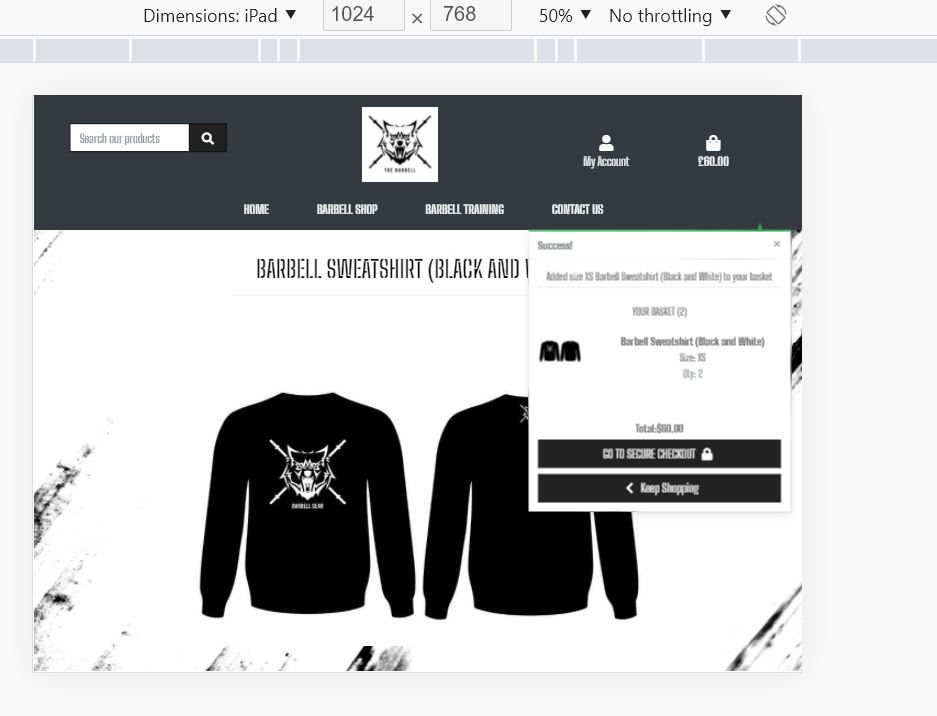 Dimensions: iPad ▼ 1024 × 768 50% ▼ No throttling ▼
Search our products
THE BARBELL
My Account
£60.00
HOME BARBELL SHOP BARBELL TRAINING CONTACT US
BARBELL SWEATSHIRT (BLACK AND
Success! ×
Added size XS Barbell Sweatshirt (Black and White) to your basket
YOUR BASKET (2)
Barbell Sweatshirt (Black and White)
Size: XS
Qty: 2
Total:$60.00
GO TO SECURE CHECKOUT
Keep Shopping
BARBELL GEAR